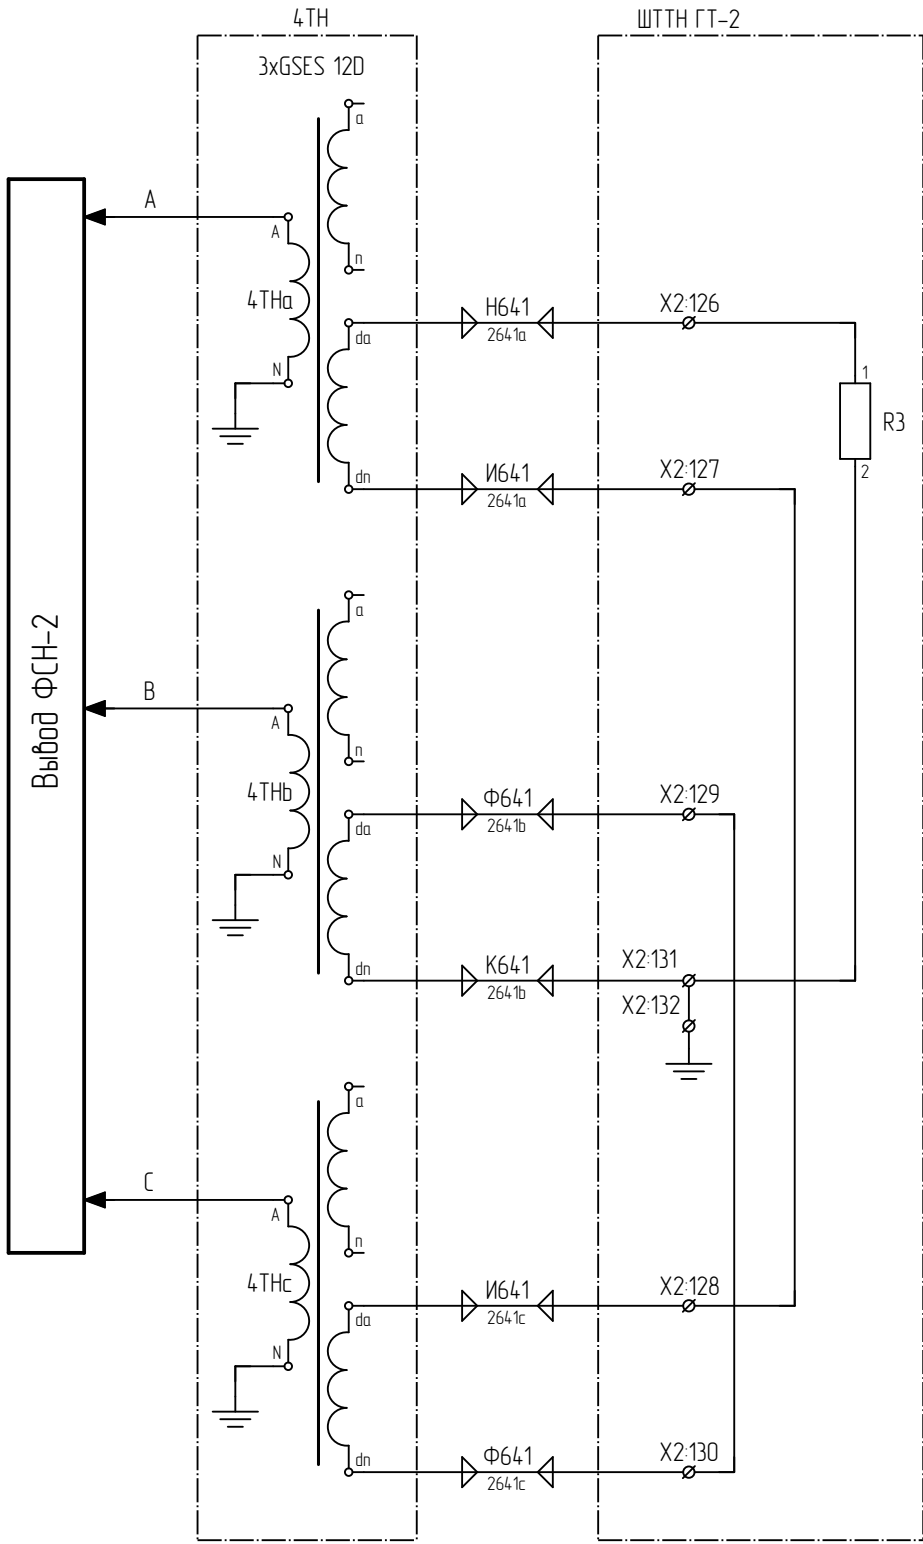 4ТН
ШТТН ГТ-2
3xGSES 12D
a
A
A
n
4ТНа
N
da
dn
Н641
2641a
X2:126
1
R3
2
И641
2641a
X2:127
Вывод ФСН-2
a
B
A
n
4ТНb
N
da
dn
Ф641
2641b
X2:129
К641
2641b
X2:131
X2:132
a
C
A
n
4ТНc
N
da
dn
И641
2641c
X2:128
Ф641
2641c
X2:130